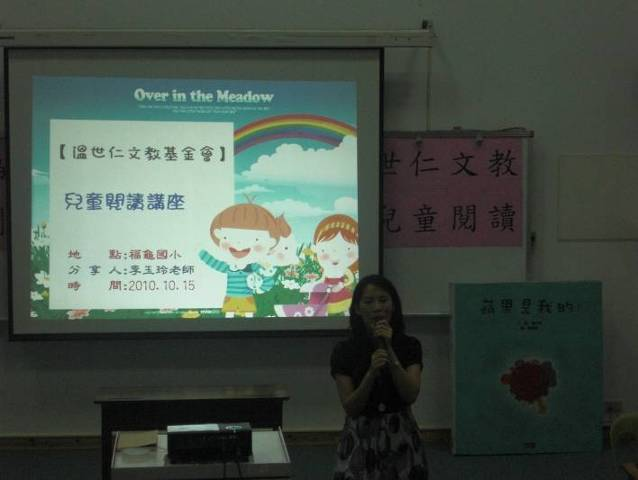 Over in the Meadow
【溫世仁文教基金會】
兒童閱讀講座
地 點:福龜國小
分 享 人:李玉玲老師
時 間:2010.10.15
世仁文教
兒童閱讀
蘋果是我的!